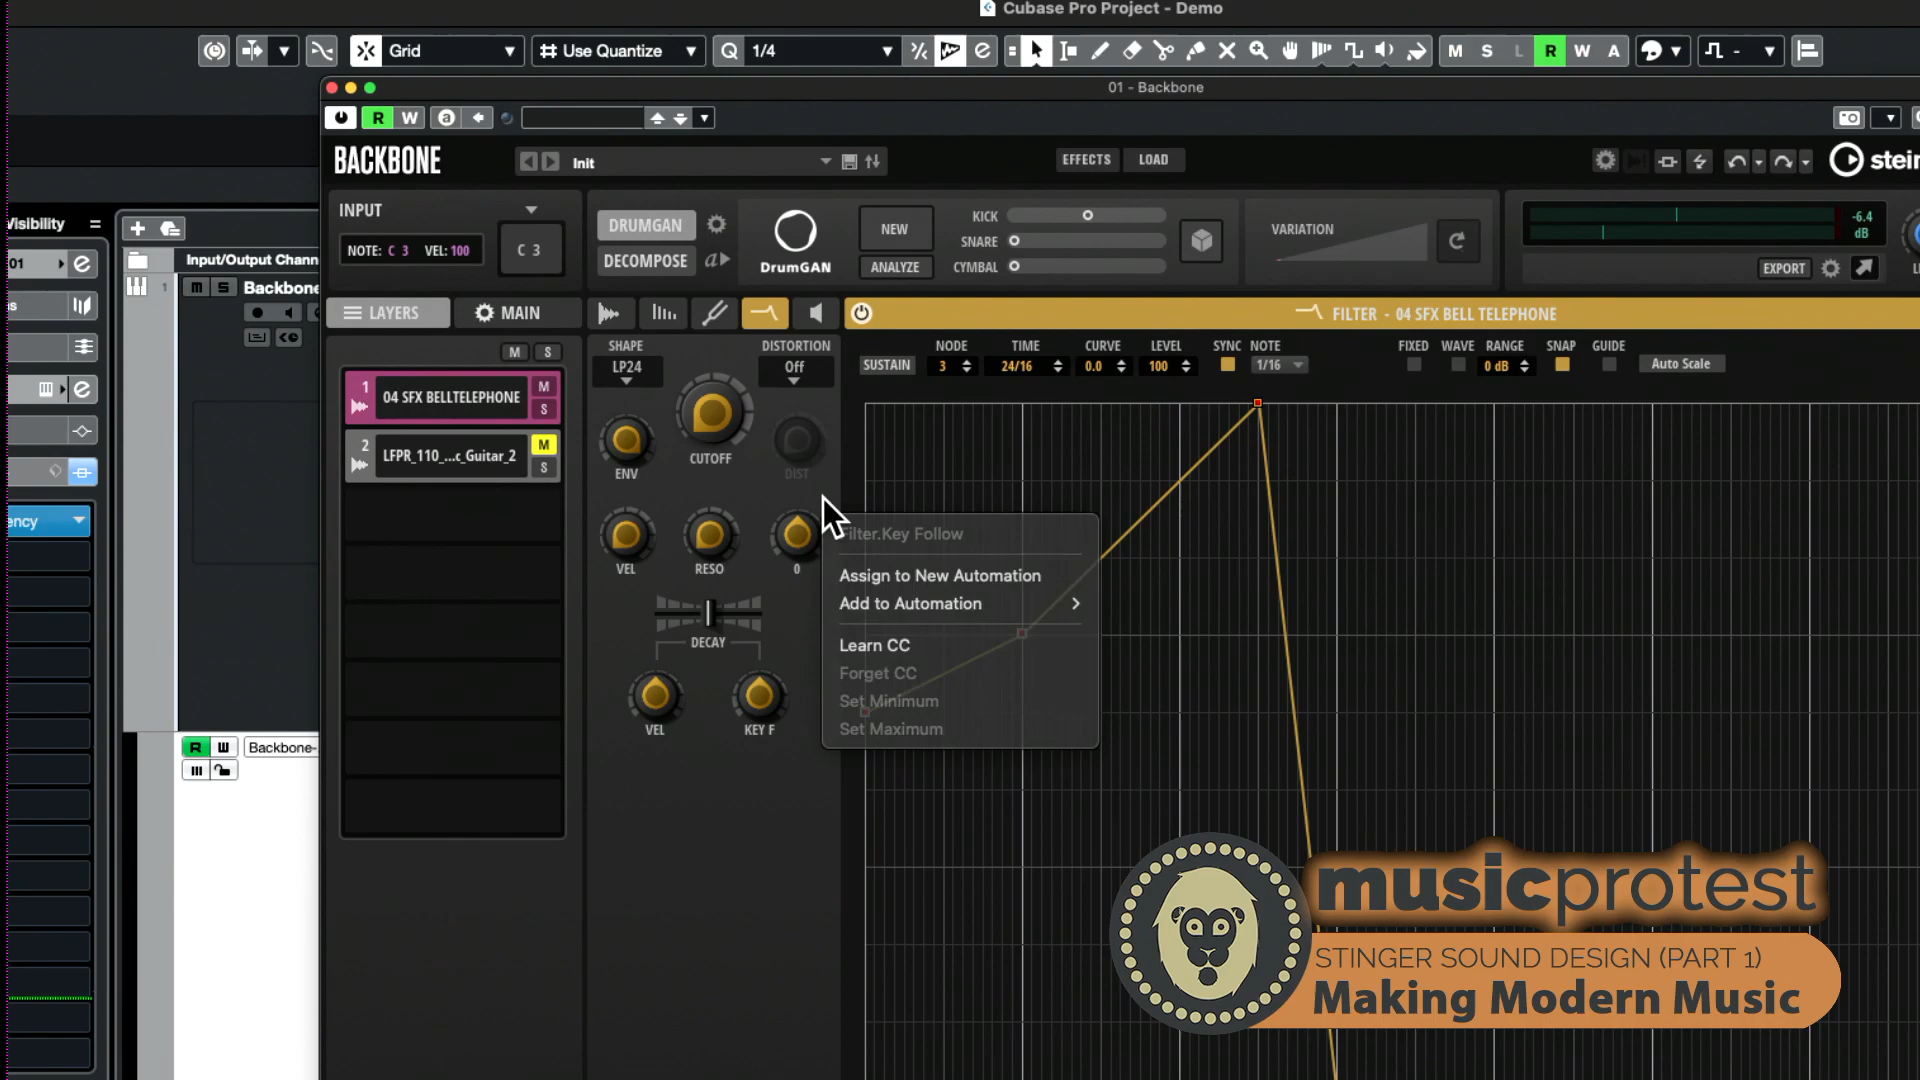 Cubase Pro Project - Demo
Grid
Use Quantize
Q
1/4
M S L R W A
01 - Backbone
R W
a
BACKBONE
Init
EFFECTS
LOAD
INPUT
NOTE: C 3 VEL: 100
C 3
DRUMGAN
DECOMPOSE
DrumGAN
NEW
ANALYZE
KICK
SNARE
CYMBAL
VARIATION
-6.4
dB
EXPORT
01
Input/Output Chann
M S
1
Backbone
LAYERS
MAIN
FILTER - 04 SFX BELL TELEPHONE
M S
1
04 SFX BELLTELEPHONE
M
S
2
LFPR_110_...c_Guitar_2
M
S
SHAPE
LP24
DISTORTION
Off
CUTOFF
ENV
DIST
VEL
RESO
0
DECAY
VEL
KEY F
SUSTAIN
NODE
3
TIME
24/16
CURVE
0.0
LEVEL
100
SYNC
NOTE
1/16
FIXED
WAVE
RANGE
0 dB
SNAP
GUIDE
Auto Scale
Filter.Key Follow
Assign to New Automation
Add to Automation
Learn CC
Forget CC
Set Minimum
Set Maximum
R W
Backbone-
musicprotest
STINGER SOUND DESIGN (PART 1)
Making Modern Music